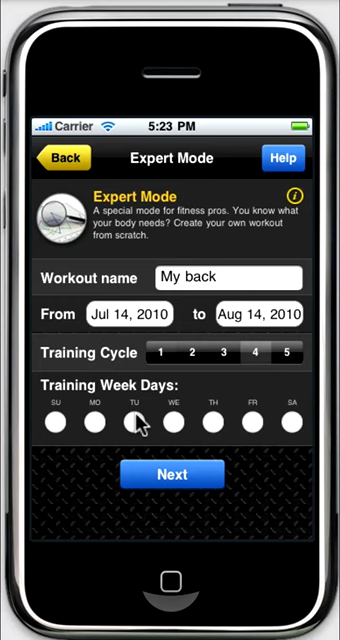 Carrier 5:23 PM
Back Expert Mode Help
Expert Mode i
A special mode for fitness pros. You know what
your body needs? Create your own workout
from scratch.
Workout name My back
From Jul 14, 2010 to Aug 14, 2010
Training Cycle 1 2 3 4 5
Training Week Days:
SU MO TU WE TH FR SA
Next